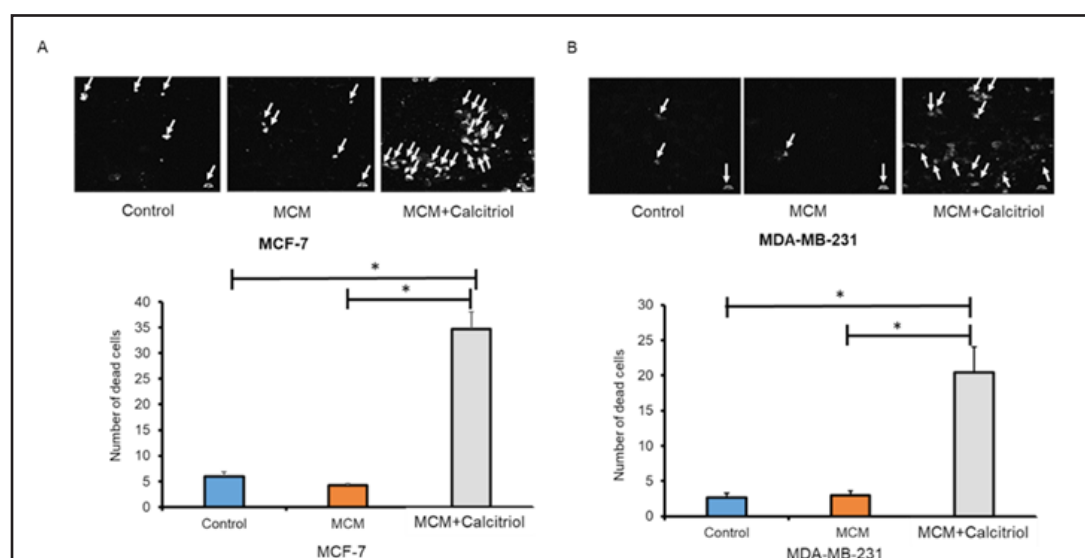 A
B
Control MCM MCM+Calcitriol
Control MCM MCM+Calcitriol
MCF-7
MDA-MB-231
*
*
40
35
30
25
20
15
10
5
0
Number of dead cells
Control MCM MCM+Calcitriol
MCF-7
*
*
30
25
20
15
10
5
0
Number of dead cells
Control MCM MCM+Calcitriol
MDA-MB-231